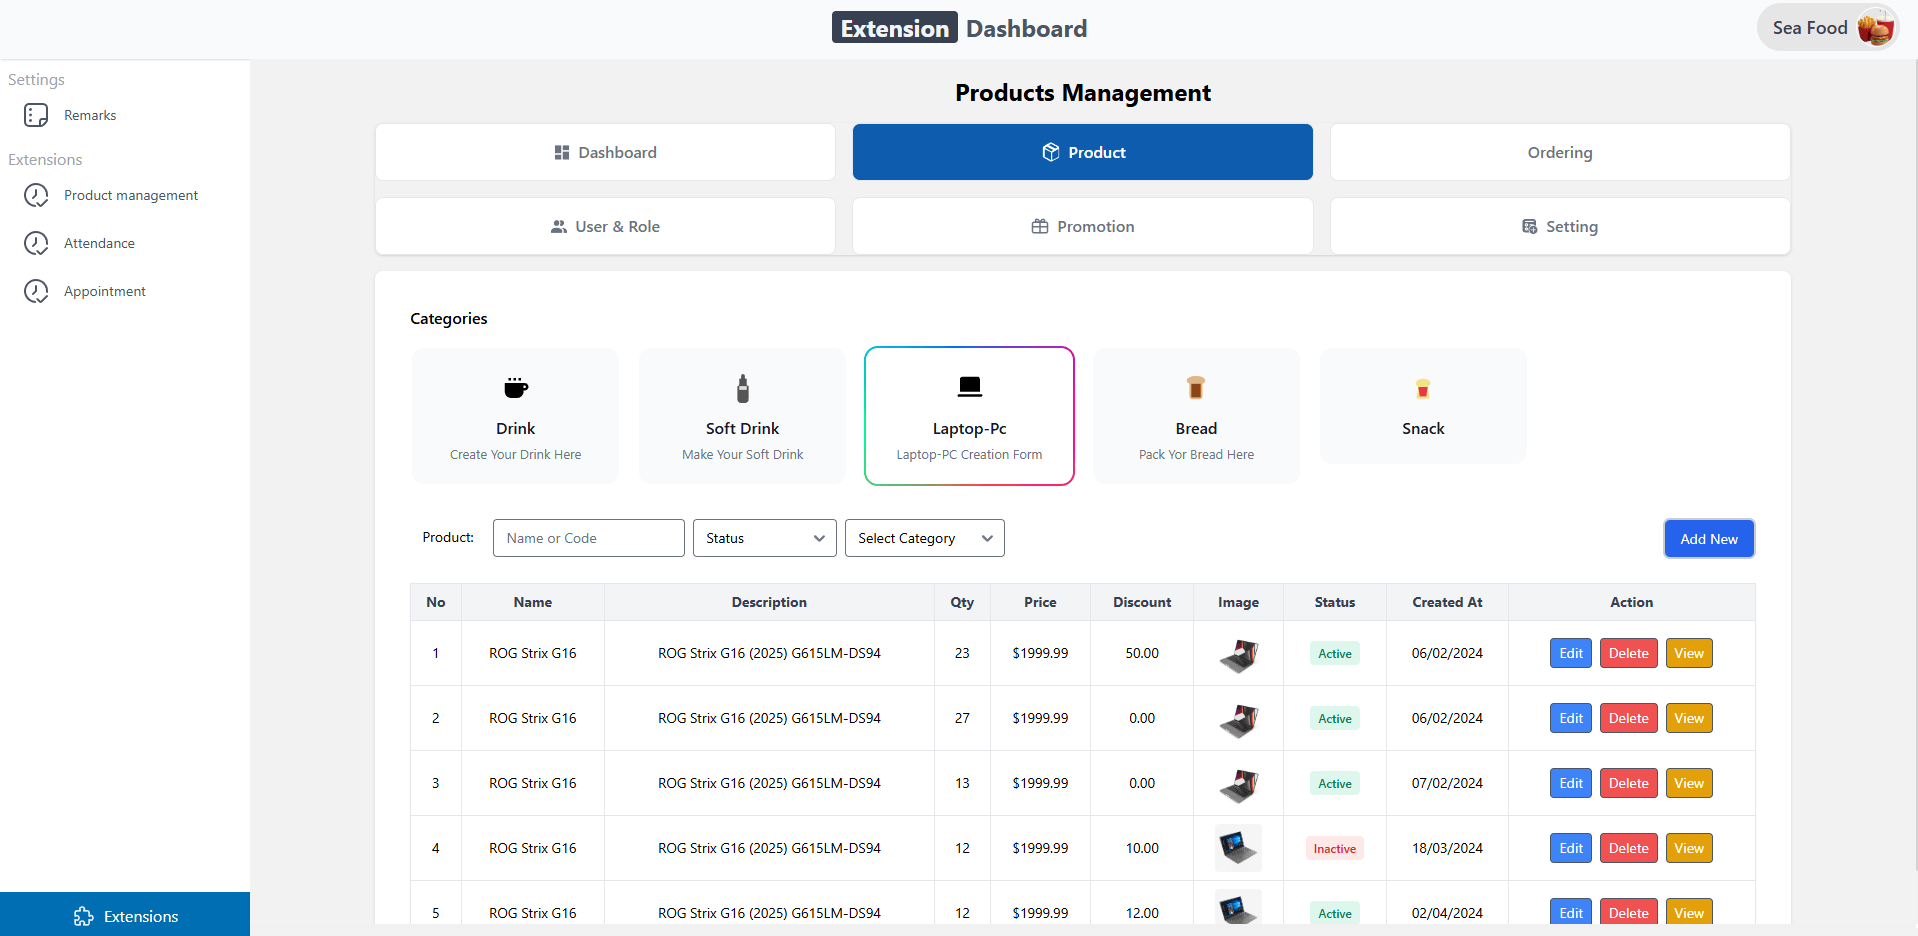 Extension Dashboard
Sea Food
Settings
Remarks
Extensions
Product management
Attendance
Appointment
Extensions
Products Management
Dashboard
Product
Ordering
User & Role
Promotion
Setting
Categories
Drink
Create Your Drink Here
Soft Drink
Make Your Soft Drink
Laptop-Pc
Laptop-PC Creation Form
Bread
Pack Yor Bread Here
Snack
Product: Name or Code Status Select Category Add New
No Name Description Qty Price Discount Image Status Created At Action
1 ROG Strix G16 ROG Strix G16 (2025) G615LM-DS94 23 $1999.99 50.00 Active 06/02/2024 Edit Delete View
2 ROG Strix G16 ROG Strix G16 (2025) G615LM-DS94 27 $1999.99 0.00 Active 06/02/2024 Edit Delete View
3 ROG Strix G16 ROG Strix G16 (2025) G615LM-DS94 13 $1999.99 0.00 Active 07/02/2024 Edit Delete View
4 ROG Strix G16 ROG Strix G16 (2025) G615LM-DS94 12 $1999.99 10.00 Inactive 18/03/2024 Edit Delete View
5 ROG Strix G16 ROG Strix G16 (2025) G615LM-DS94 12 $1999.99 12.00 Active 02/04/2024 Edit Delete View